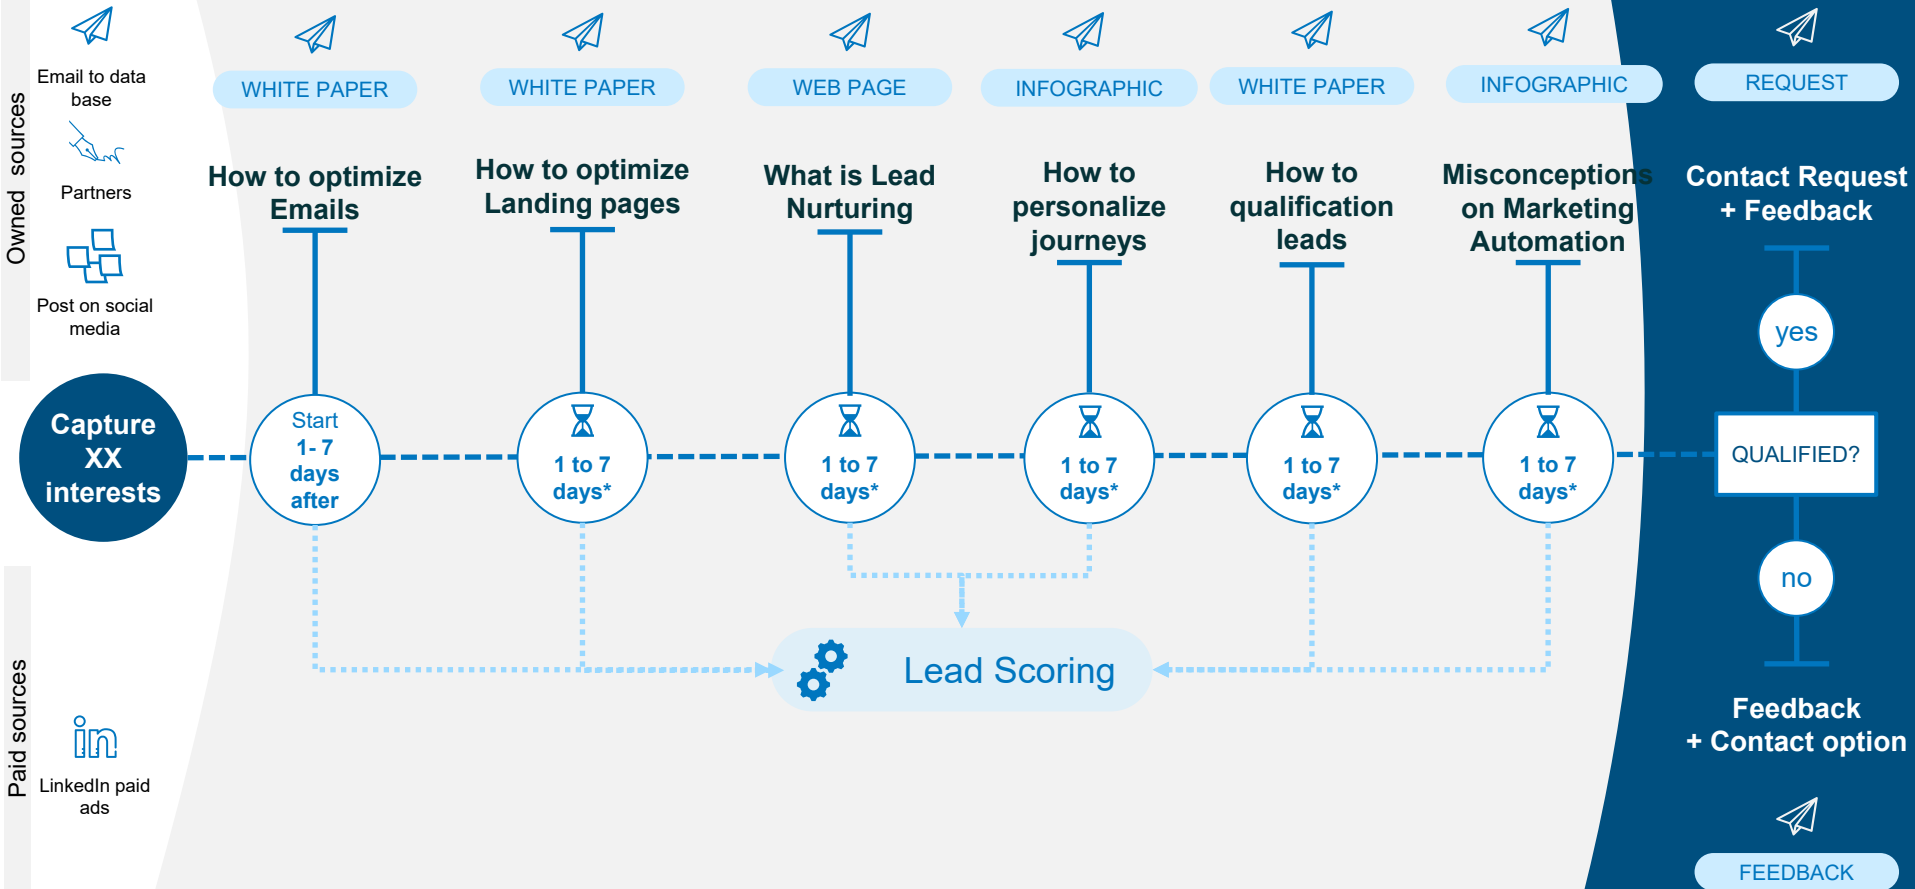 Owned sources
Email to data
base
Partners
Post on social
media
Capture
XX
interests
Paid sources
LinkedIn paid
ads
WHITE PAPER
How to optimize
Emails
Start
1- 7
days
after
WHITE PAPER
How to optimize
Landing pages
1 to 7
days*
WEB PAGE
What is Lead
Nurturing
1 to 7
days*
INFOGRAPHIC
How to
personalize
journeys
1 to 7
days*
WHITE PAPER
How to
qualification
leads
1 to 7
days*
INFOGRAPHIC
Misconceptions
on Marketing
Automation
1 to 7
days*
Lead Scoring
REQUEST
Contact Request
+ Feedback
yes
QUALIFIED?
no
Feedback
+ Contact option
FEEDBACK